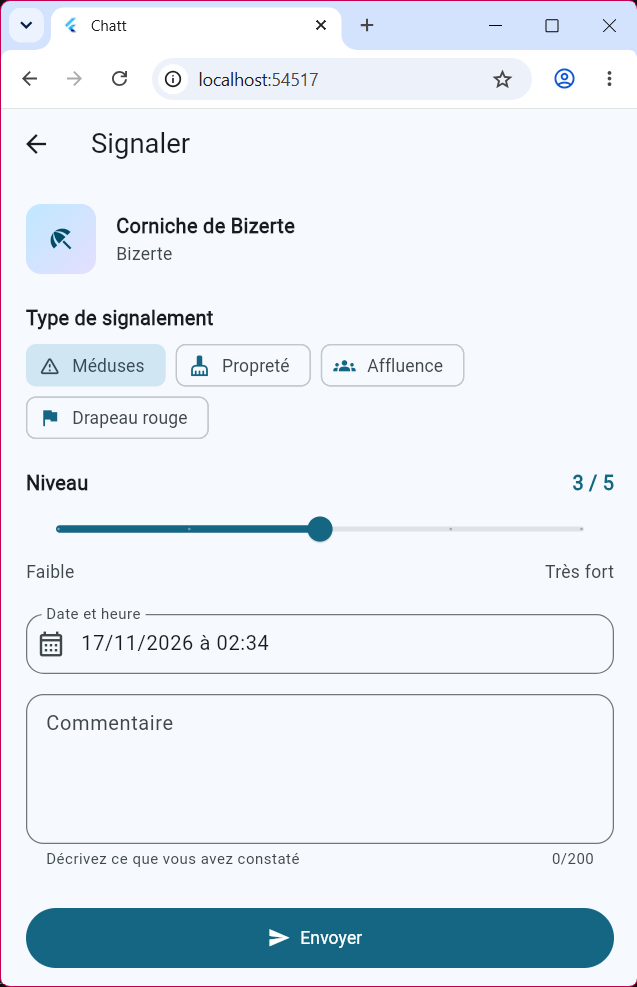 Chatt
localhost:54517
Signaler
Corniche de Bizerte
Bizerte
Type de signalement
Méduses
Propreté
Affluence
Drapeau rouge
Niveau
3 / 5
Faible
Très fort
Date et heure
17/11/2026 à 02:34
Commentaire
Décrivez ce que vous avez constaté
0/200
Envoyer